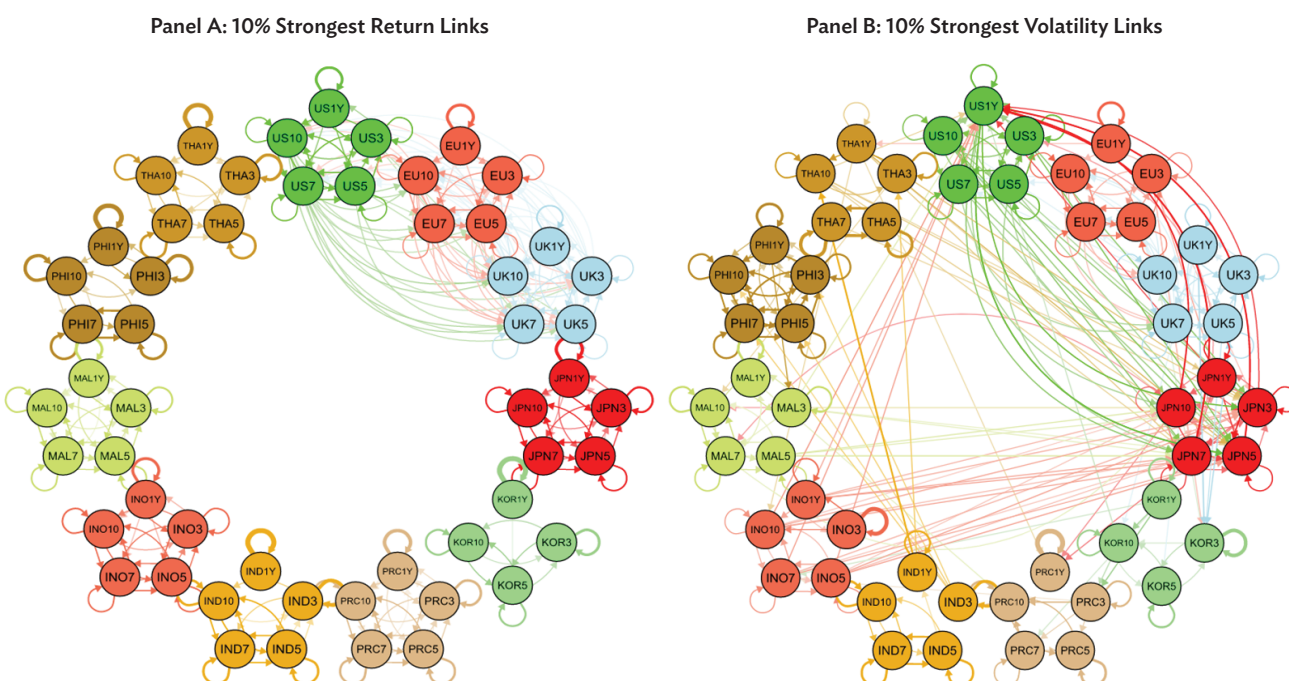 Panel A: 10% Strongest Return Links
Panel B: 10% Strongest Volatility Links
US1Y
US10
US3
US7
US5
EU1Y
EU10
EU3
EU7
EU5
UK1Y
UK10
UK3
UK7
UK5
JPN1Y
JPN10
JPN3
JPN7
JPN5
KOR1Y
KOR10
KOR3
KOR5
PRC1Y
PRC10
PRC3
PRC7
PRC5
IND1Y
IND10
IND3
IND7
IND5
INO1Y
INO10
INO3
INO7
INO5
MAL1Y
MAL10
MAL3
MAL7
MAL5
PHI1Y
PHI10
PHI3
PHI7
PHI5
THA1Y
THA10
THA3
THA7
THA5
US1Y
US10
US3
US7
US5
EU1Y
EU10
EU3
EU7
EU5
UK1Y
UK10
UK3
UK7
UK5
JPN1Y
JPN10
JPN3
JPN7
JPN5
KOR1Y
KOR10
KOR3
KOR5
PRC1Y
PRC10
PRC3
PRC7
PRC5
IND1Y
IND10
IND3
IND7
IND5
INO1Y
INO10
INO3
INO7
INO5
MAL1Y
MAL10
MAL3
MAL7
MAL5
PHI1Y
PHI10
PHI3
PHI7
PHI5
THA1Y
THA10
THA3
THA7
THA5